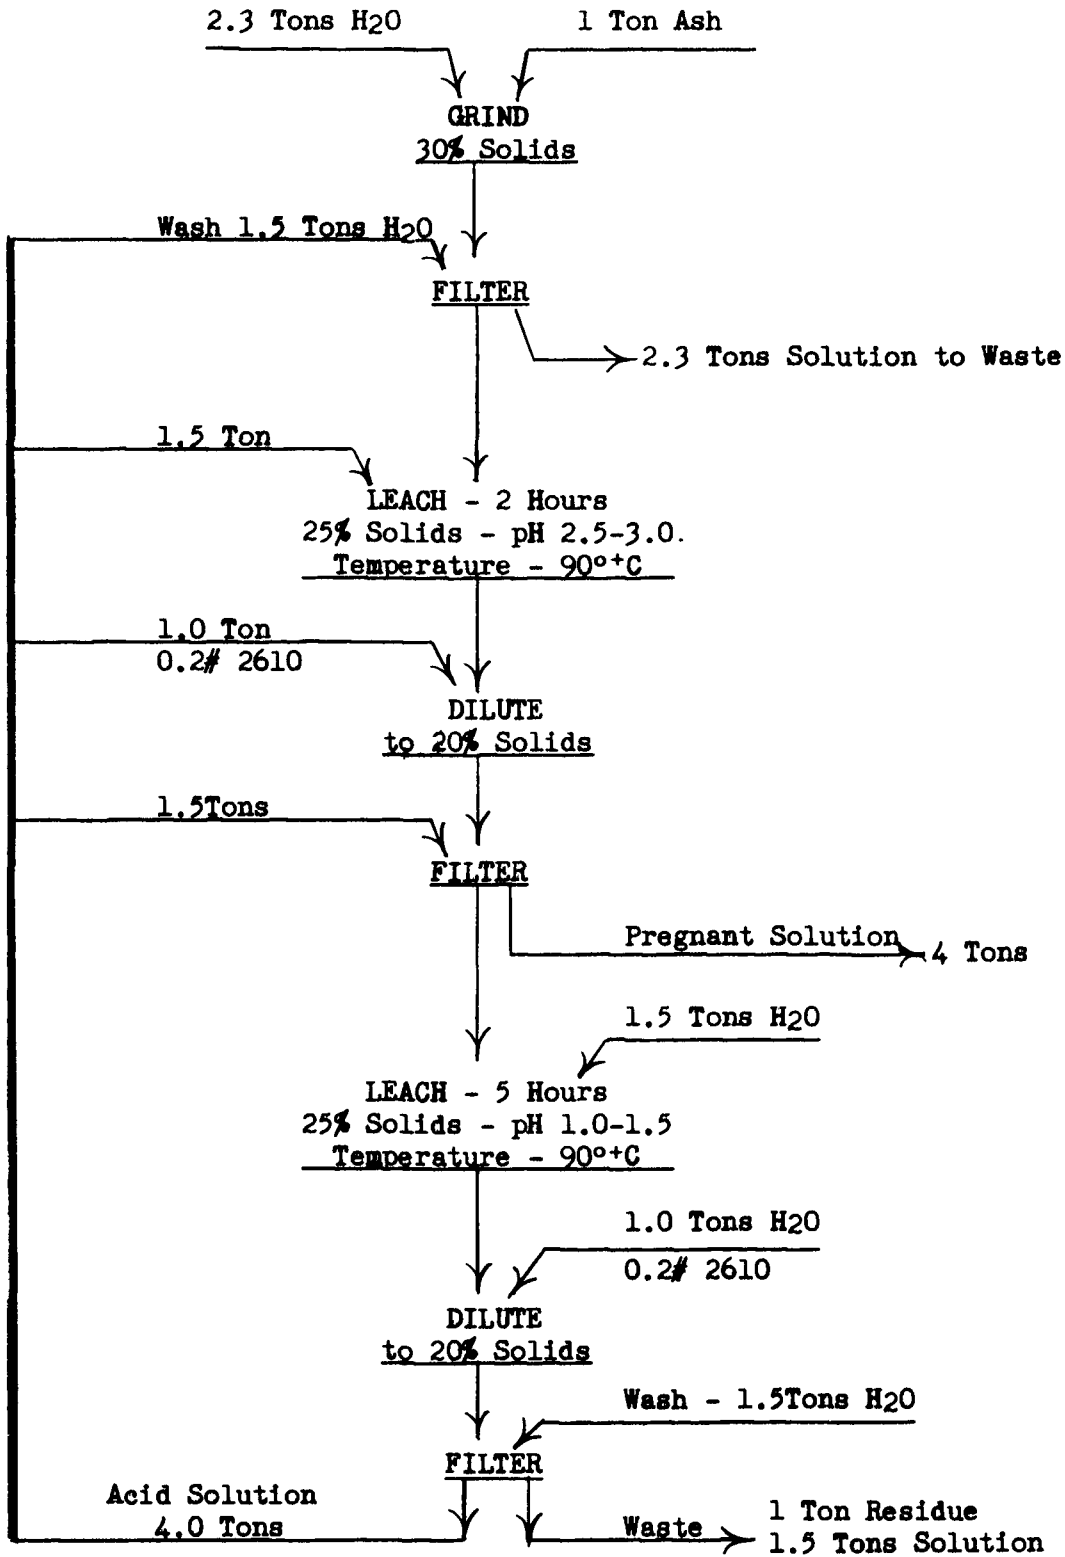 2.3 Tons H2O
1 Ton Ash
GRIND
30% Solids
Wash 1.5 Tons H2O
FILTER
2.3 Tons Solution to Waste
1.5 Ton
LEACH - 2 Hours
25% Solids - pH 2.5-3.0.
Temperature - 90°+C
1.0 Ton
0.2# 2610
DILUTE
to 20% Solids
1.5Tons
FILTER
Pregnant Solution
4 Tons
1.5 Tons H2O
LEACH - 5 Hours
25% Solids - pH 1.0-1.5
Temperature - 90°+C
1.0 Tons H2O
0.2# 2610
DILUTE
to 20% Solids
Wash - 1.5Tons H2O
FILTER
Acid Solution
4.0 Tons
Waste
1 Ton Residue
1.5 Tons Solution